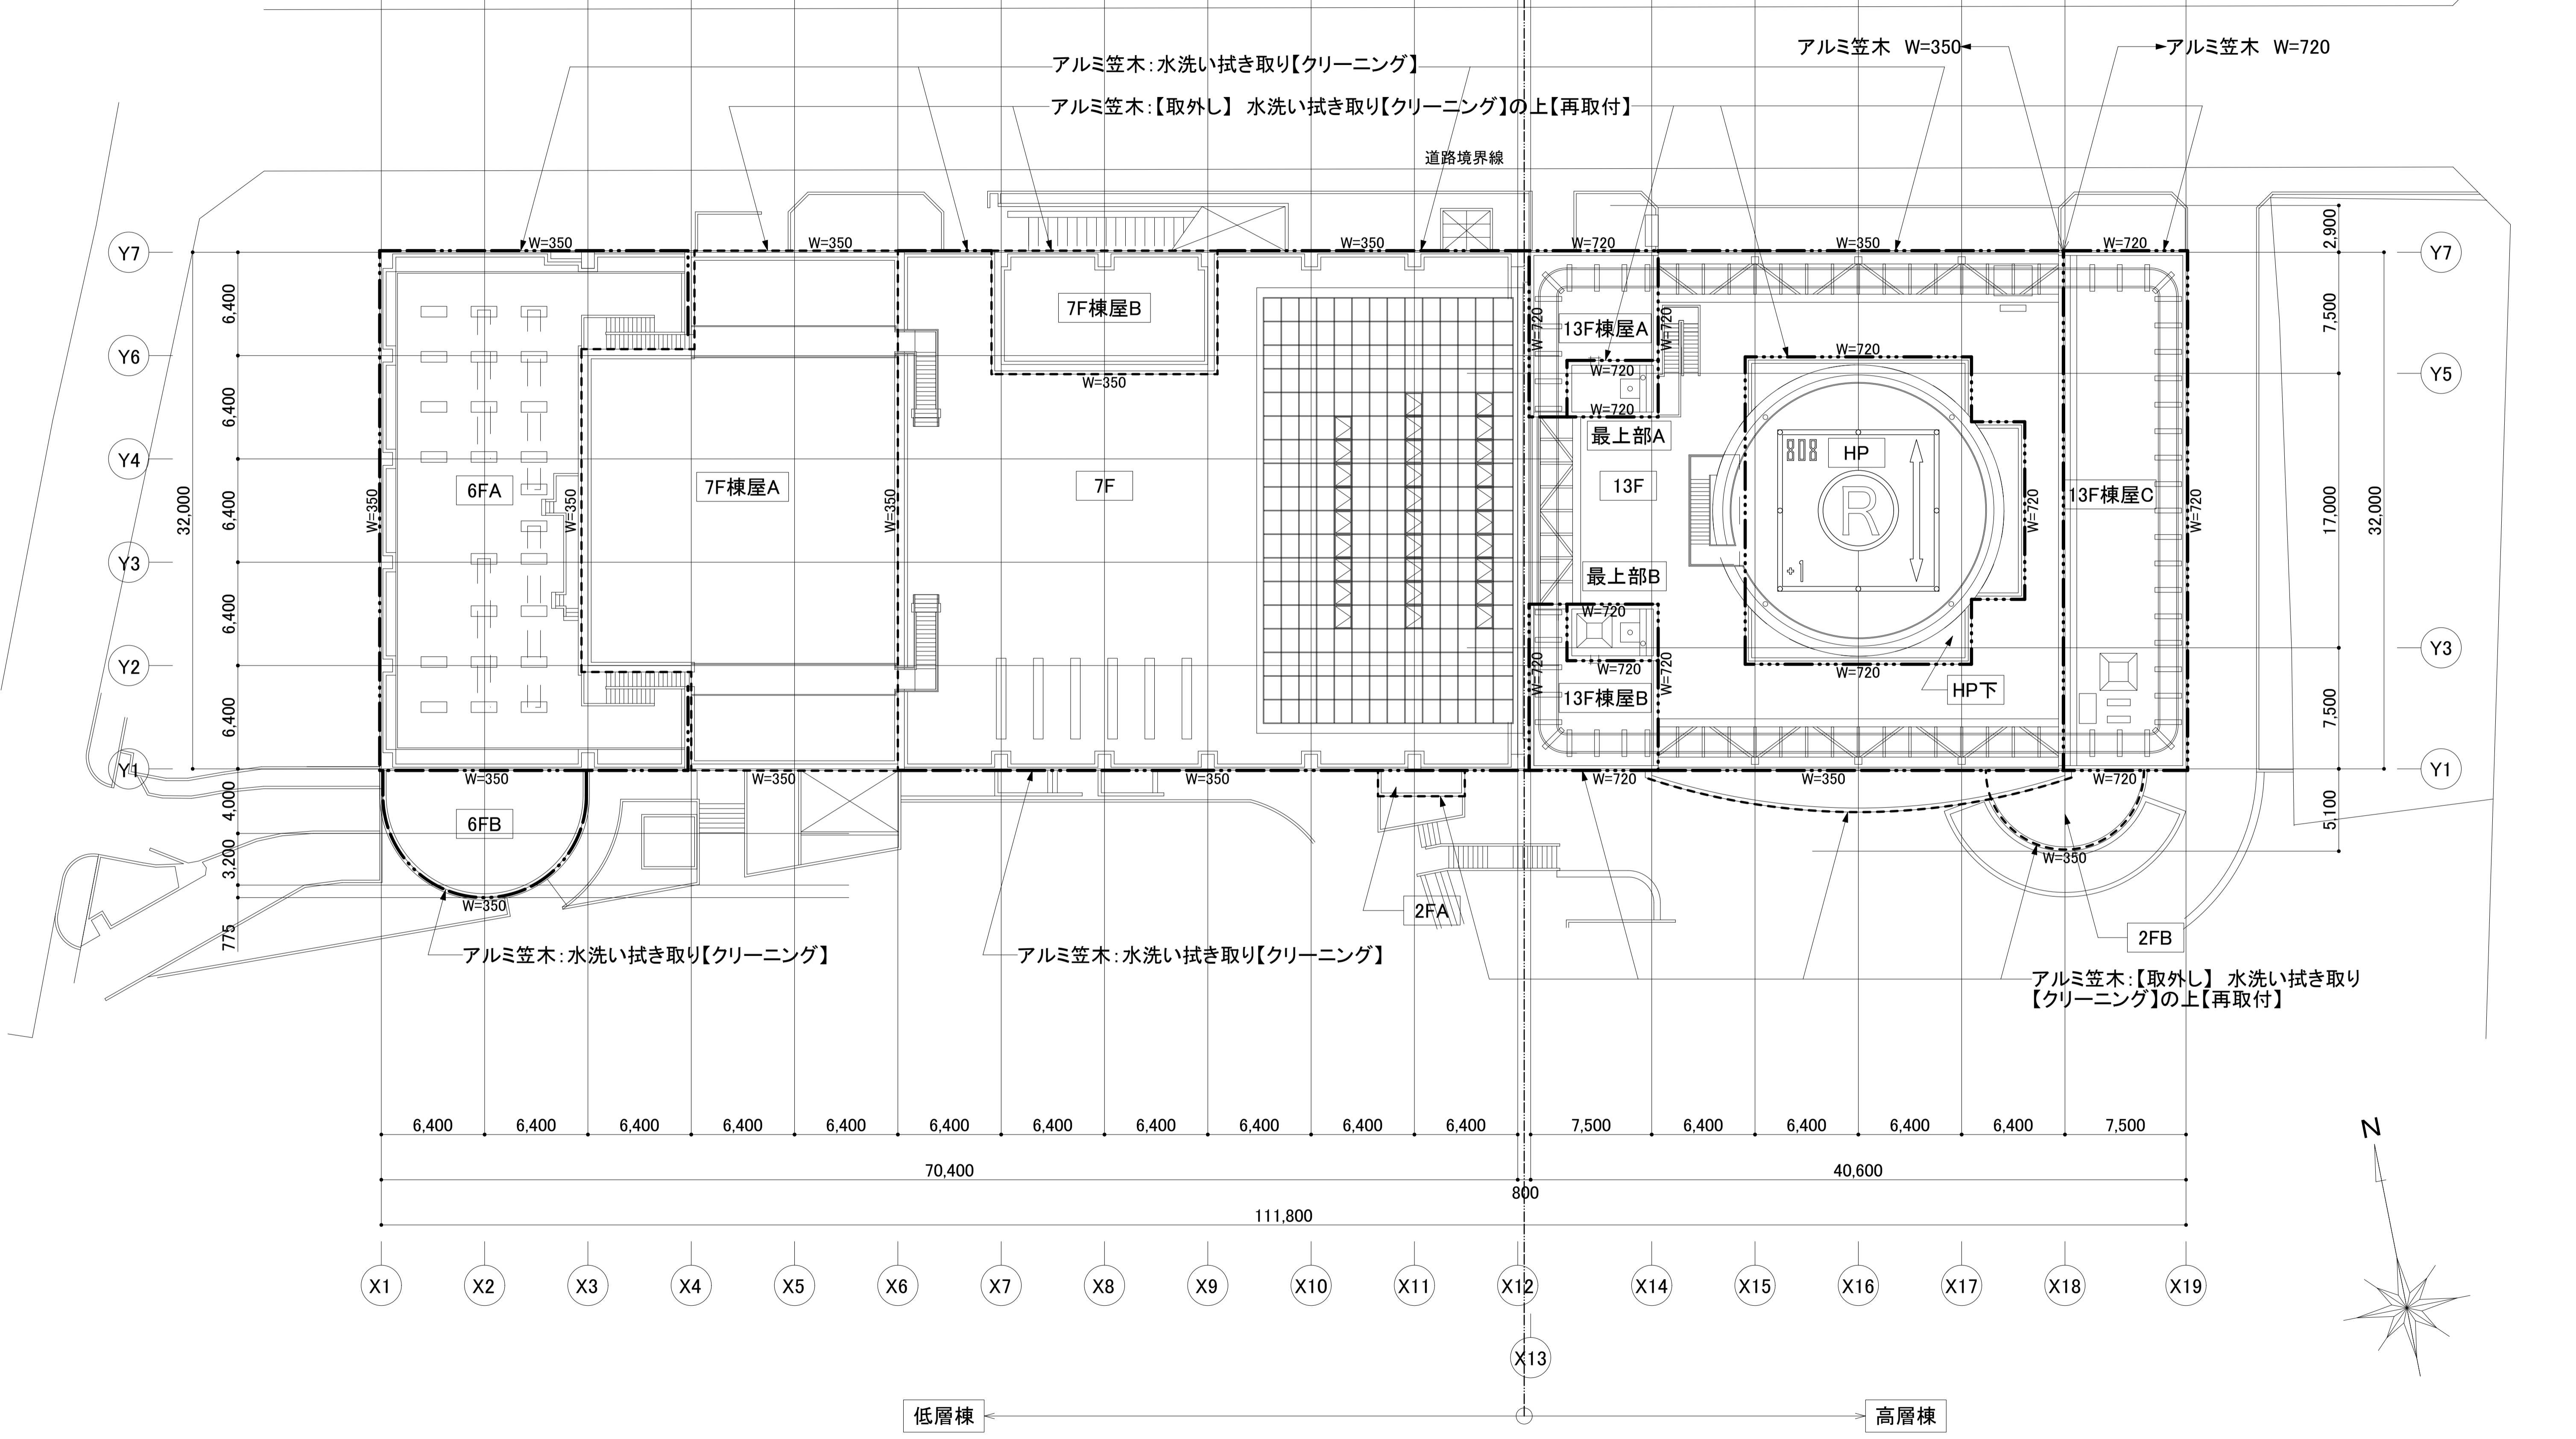 アルミ笠木 W=350
アルミ笠木 W=720
アルミ笠木：水洗い拭き取り【クリーニング】
アルミ笠木：【取外し】 水洗い拭き取り【クリーニング】の上【再取付】
道路境界線
W=350
W=350
W=350
W=720
W=350
W=720
Y7
Y7
2,900
6,400
7,500
7F棟屋B
13F棟屋A
W=720
W=720
Y6
W=720
Y5
W=720
W=350
W=720
6,400
最上部A
HP
Y4
6FA
7F棟屋A
7F
13F
R
13F棟屋C
32,000
6,400
W=350
W=350
W=350
W=720
W=720
17,000
32,000
Y3
最上部B
+1
6,400
W=720
Y2
W=720
W=720
W=720
W=720
Y3
HP下
13F棟屋B
6,400
7,500
Y1
Y1
W=350
W=350
W=350
W=720
W=350
W=720
4,000
6FB
5,100
3,200
W=350
W=350
775
2FA
2FB
アルミ笠木：水洗い拭き取り【クリーニング】
アルミ笠木：水洗い拭き取り【クリーニング】
アルミ笠木：【取外し】 水洗い拭き取り
【クリーニング】の上【再取付】
6,400 6,400 6,400 6,400 6,400 6,400 6,400 6,400 6,400 6,400 6,400 7,500 6,400 6,400 6,400 6,400 7,500
N
70,400 40,600
800
111,800
X1 X2 X3 X4 X5 X6 X7 X8 X9 X10 X11 X12 X14 X15 X16 X17 X18 X19
X13
低層棟
高層棟